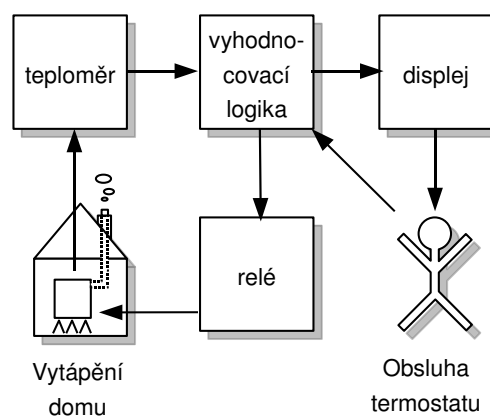 teploměr
vyhodno-
covací
logika
displej
relé
Vytápění
domu
Obsluha
termostatu